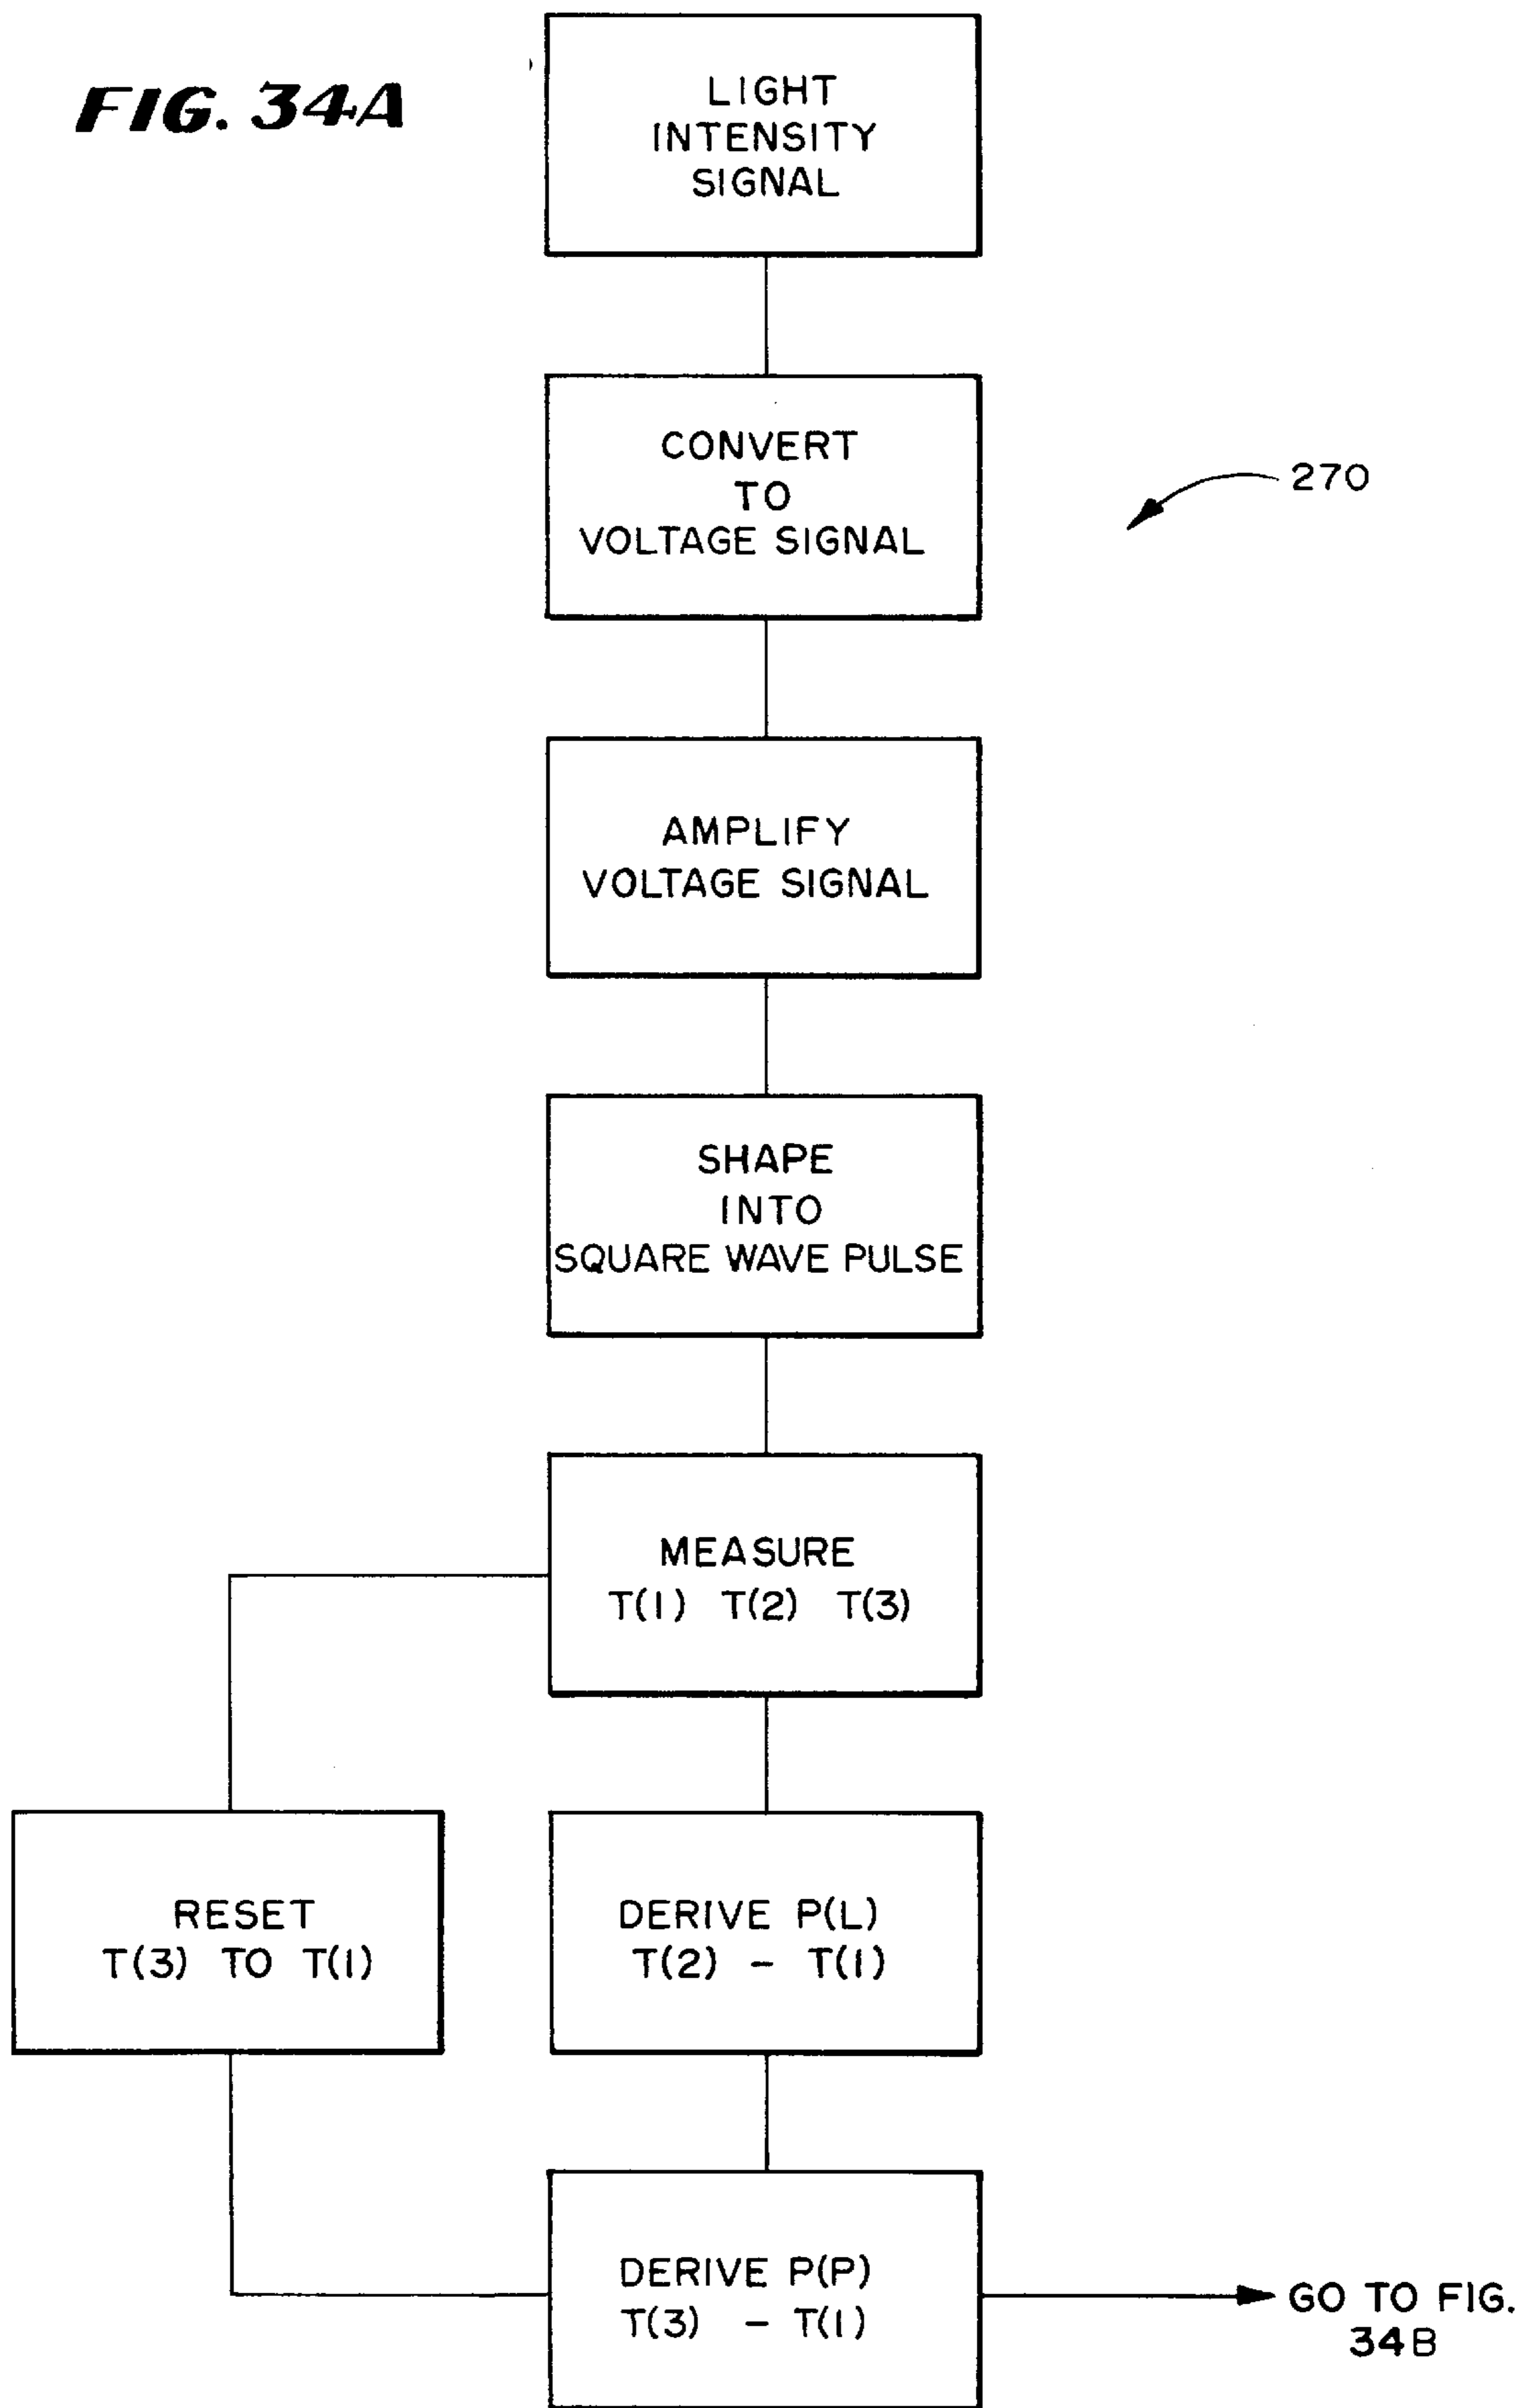 FIG. 34A
LIGHT
INTENSITY
SIGNAL
CONVERT
TO
VOLTAGE SIGNAL
270
AMPLIFY
VOLTAGE SIGNAL
SHAPE
INTO
SQUARE WAVE PULSE
MEASURE
T(1) T(2) T(3)
RESET
T(3) TO T(1)
DERIVE P(L)
T(2) - T(1)
DERIVE P(P)
T(3) - T(1)
GO TO FIG.
34B